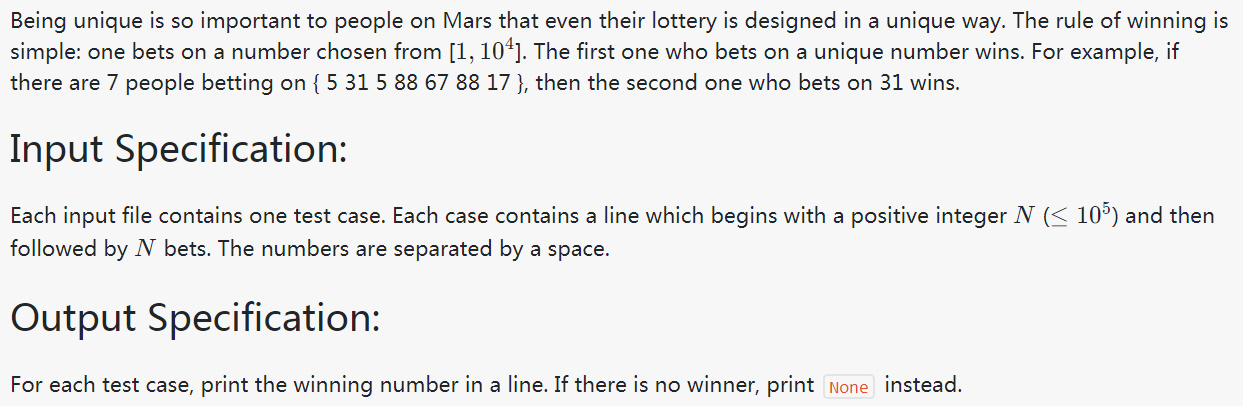 Being unique is so important to people on Mars that even their lottery is designed in a unique way. The rule of winning is
simple: one bets on a number chosen from [1, 10⁴]. The first one who bets on a unique number wins. For example, if
there are 7 people betting on { 5 31 5 88 67 88 17 }, then the second one who bets on 31 wins.
Input Specification:
Each input file contains one test case. Each case contains a line which begins with a positive integer N (≤ 10⁵) and then
followed by N bets. The numbers are separated by a space.
Output Specification:
For each test case, print the winning number in a line. If there is no winner, print None instead.